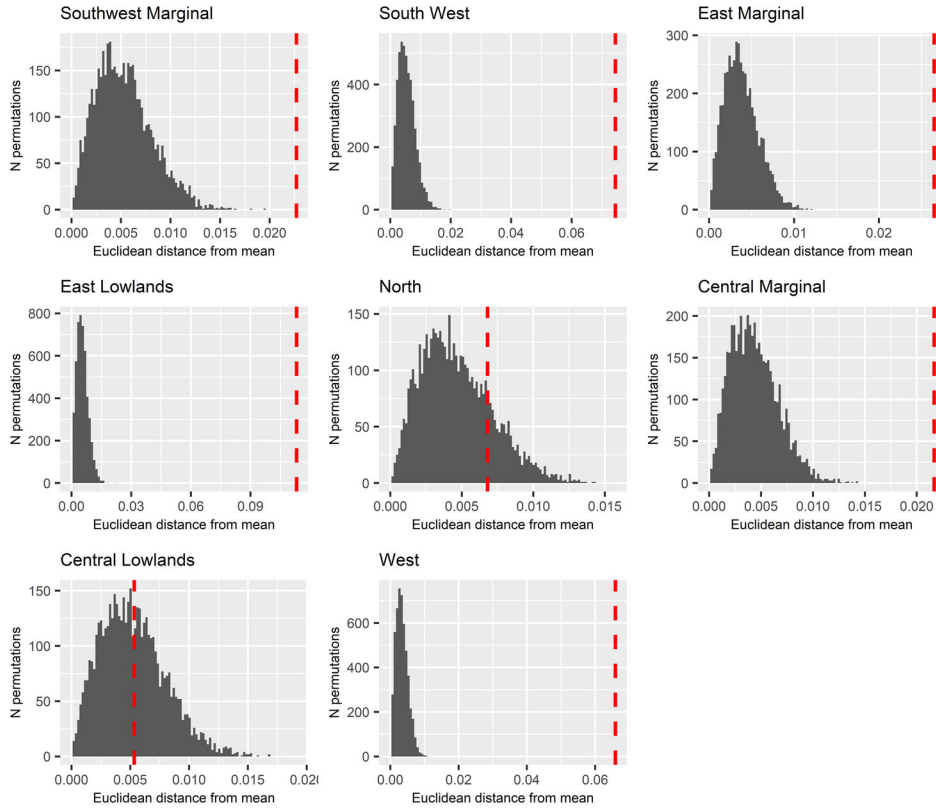 Southwest Marginal
N permutations
150
100
50
0
0.000 0.005 0.010 0.015 0.020
Euclidean distance from mean
South West
N permutations
400
200
0
0.00 0.02 0.04 0.06
Euclidean distance from mean
East Marginal
N permutations
300
200
100
0
0.00 0.01 0.02
Euclidean distance from mean
East Lowlands
N permutations
800
600
400
200
0
0.00 0.03 0.06 0.09
Euclidean distance from mean
North
N permutations
150
100
50
0
0.000 0.005 0.010 0.015
Euclidean distance from mean
Central Marginal
N permutations
200
150
100
50
0
0.000 0.005 0.010 0.015 0.020
Euclidean distance from mean
Central Lowlands
N permutations
150
100
50
0
0.000 0.005 0.010 0.015 0.020
Euclidean distance from mean
West
N permutations
600
400
200
0
0.00 0.02 0.04 0.06
Euclidean distance from mean